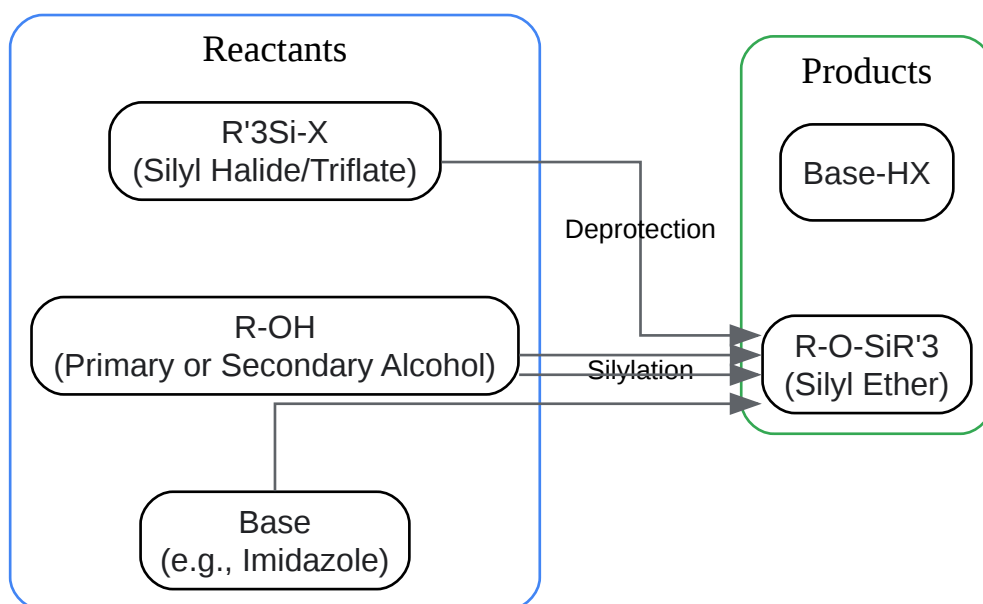 Reactants
Products
R'3Si-X
(Silyl Halide/Triflate)
Base-HX
Deprotection
R-OH
(Primary or Secondary Alcohol)
Silylation
R-O-SiR'3
(Silyl Ether)
Base
(e.g., Imidazole)